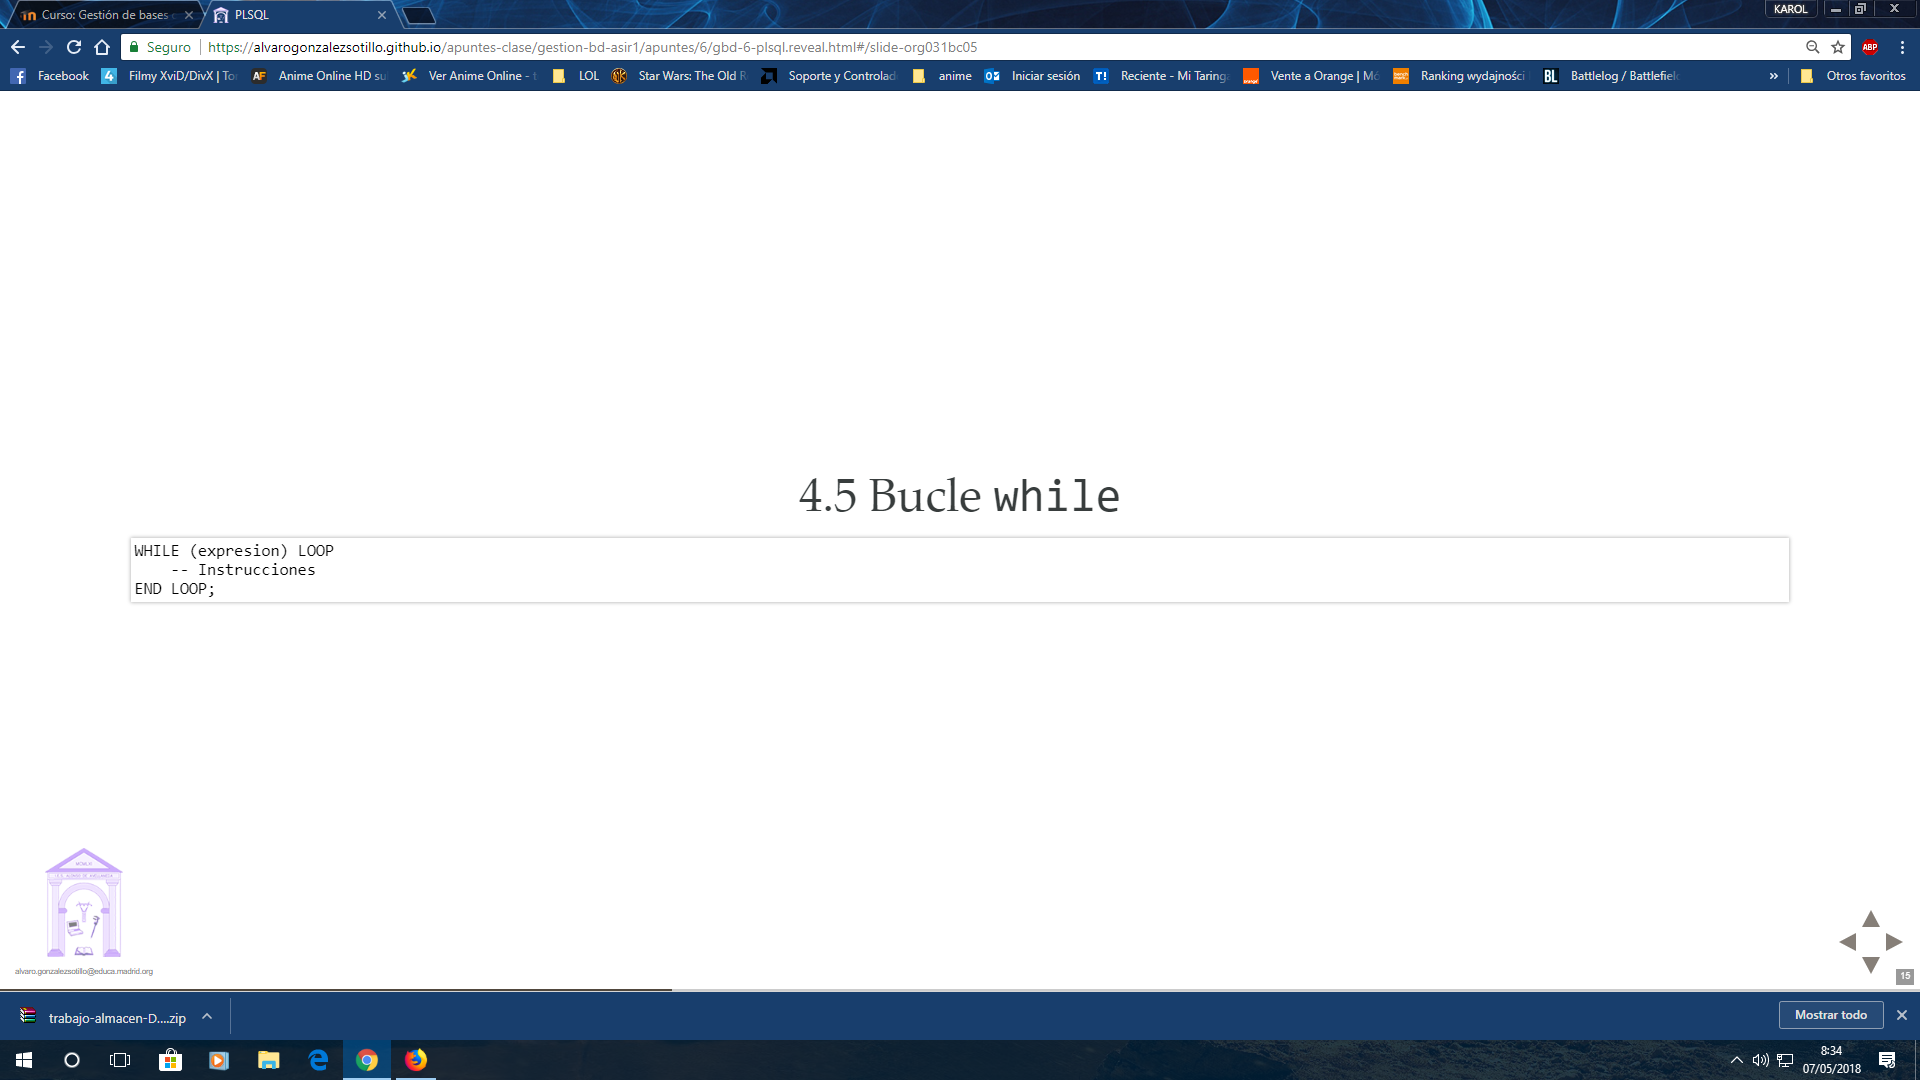 Curso: Gestión de bases
PLSQL
KAROL
Seguro
https://alvarogonzalezsotillo.github.io/apuntes-clase/gestion-bd-asir1/apuntes/6/gbd-6-plsql.reveal.html#/slide-org031bc05
ABP
Facebook
Filmy XviD/DivX | To
Anime Online HD su
Ver Anime Online - t
LOL
Star Wars: The Old R
Soporte y Controlad
anime
Iniciar sesión
Reciente - Mi Taringa
Vente a Orange | Mó
Ranking wydajności
Battlelog / Battlefiel
»
Otros favoritos
4.5 Bucle while
WHILE (expresion) LOOP
-- Instrucciones
END LOOP;
alvaro.gonzalezsotillo@educa.madrid.org
15
trabajo-almacen-D....zip
Mostrar todo
8:34
07/05/2018